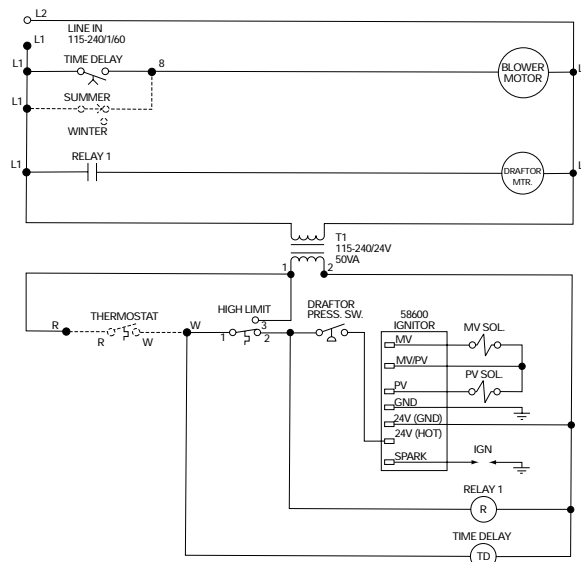 L2
LINE IN
115-240/1/60
L1
TIME DELAY
L1
8
BLOWER
MOTOR
L
SUMMER
L1
WINTER
RELAY 1
L1
DRAFTOR
MTR.
L
T1
115-240/24V
50VA
1
2
THERMOSTAT
R
R
W
W
HIGH LIMIT
3
1
2
DRAFTOR
PRESS. SW.
58600
IGNITOR
MV
MV SOL.
MV/PV
PV SOL.
PV
GND
24V (GND)
24V (HOT)
SPARK
IGN
RELAY 1
R
TIME DELAY
TD